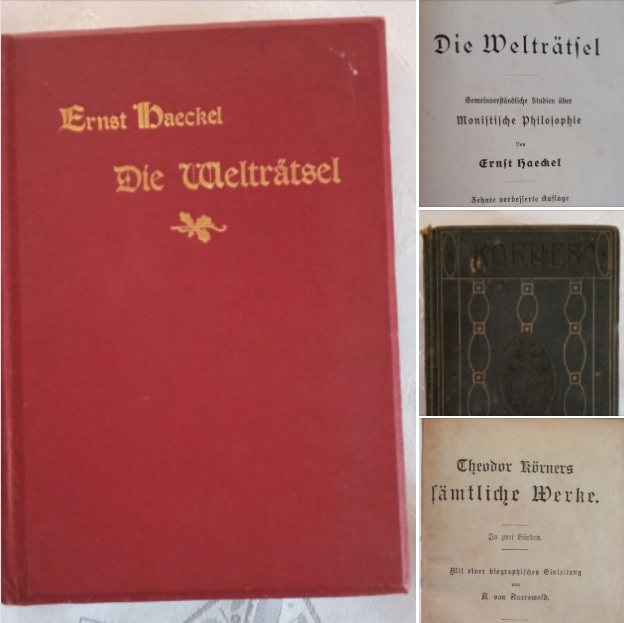 Ernst Haeckel
Die Welträtsel
Die Welträtſel
Gemeinverſtändliche Studien über
Moniſtiſche Philoſophie
Von
Ernſt Haeckel
Zehnte verbeſſerte Auflage
KÖRNER
Theodor Körners
ſämtliche Werke.
In zwei Bänden.
Mit einer biographiſchen Einleitung
von
A. von Auerswald.